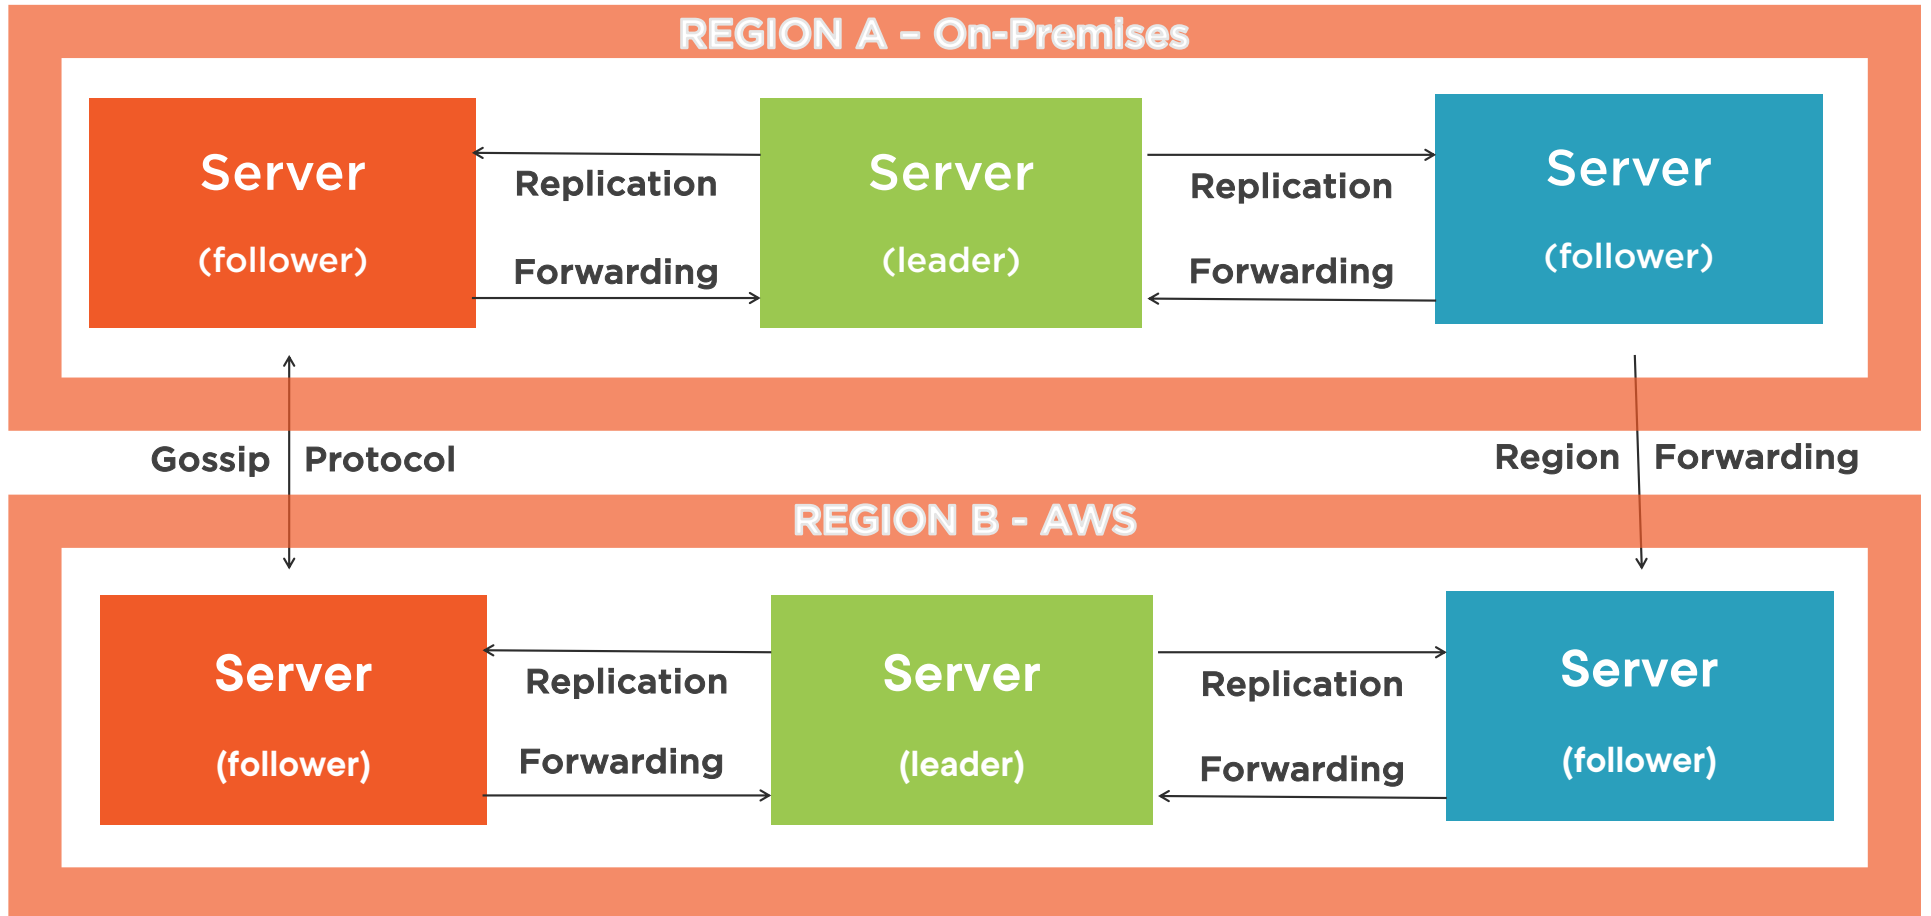 REGION A – On-Premises
Server
(follower)
Replication
Forwarding
Server
(leader)
Replication
Forwarding
Server
(follower)
Gossip Protocol
Region Forwarding
REGION B - AWS
Server
(follower)
Replication
Forwarding
Server
(leader)
Replication
Forwarding
Server
(follower)